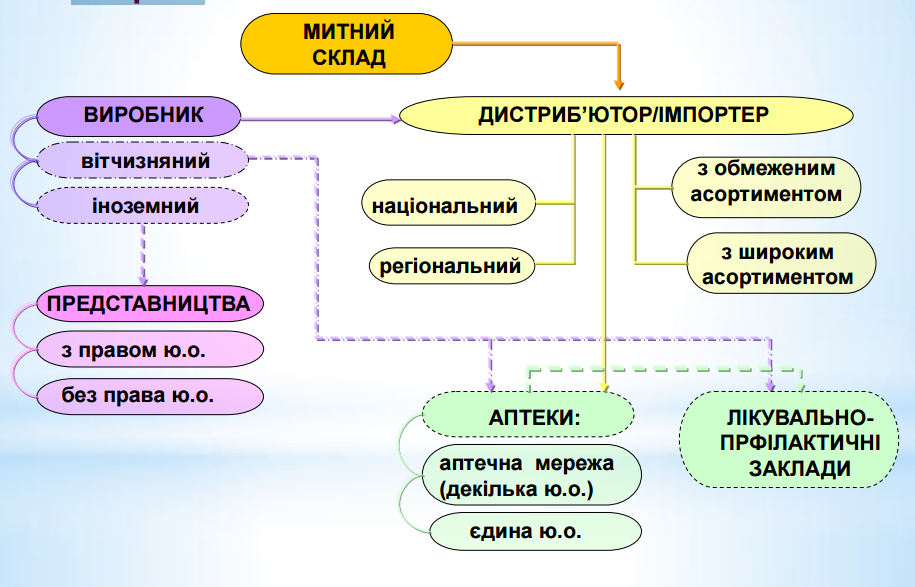 МИТНИЙ
СКЛАД
ВИРОБНИК
вітчизняний
іноземний
ДИСТРИБ’ЮТОР/ІМПОРТЕР
національний
регіональний
з обмеженим
асортиментом
з широким
асортиментом
ПРЕДСТАВНИЦТВА
з правом ю.о.
без права ю.о.
АПТЕКИ:
аптечна мережа
(декілька ю.о.)
єдина ю.о.
ЛІКУВАЛЬНО-
ПРФІЛАКТИЧНІ
ЗАКЛАДИ